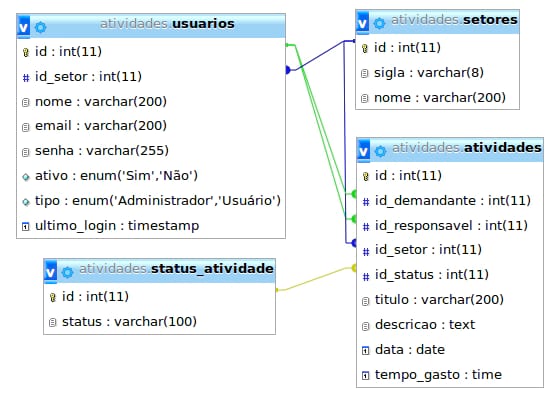 atividades.usuarios
id : int(11)
id_setor : int(11)
nome : varchar(200)
email : varchar(200)
senha : varchar(255)
ativo : enum('Sim','Não')
tipo : enum('Administrador','Usuário')
ultimo_login : timestamp
atividades.setores
id : int(11)
sigla : varchar(8)
nome : varchar(200)
atividades.atividades
id : int(11)
id_demandante : int(11)
id_responsavel : int(11)
id_setor : int(11)
id_status : int(11)
titulo : varchar(200)
descricao : text
data : date
tempo_gasto : time
atividades.status_atividade
id : int(11)
status : varchar(100)